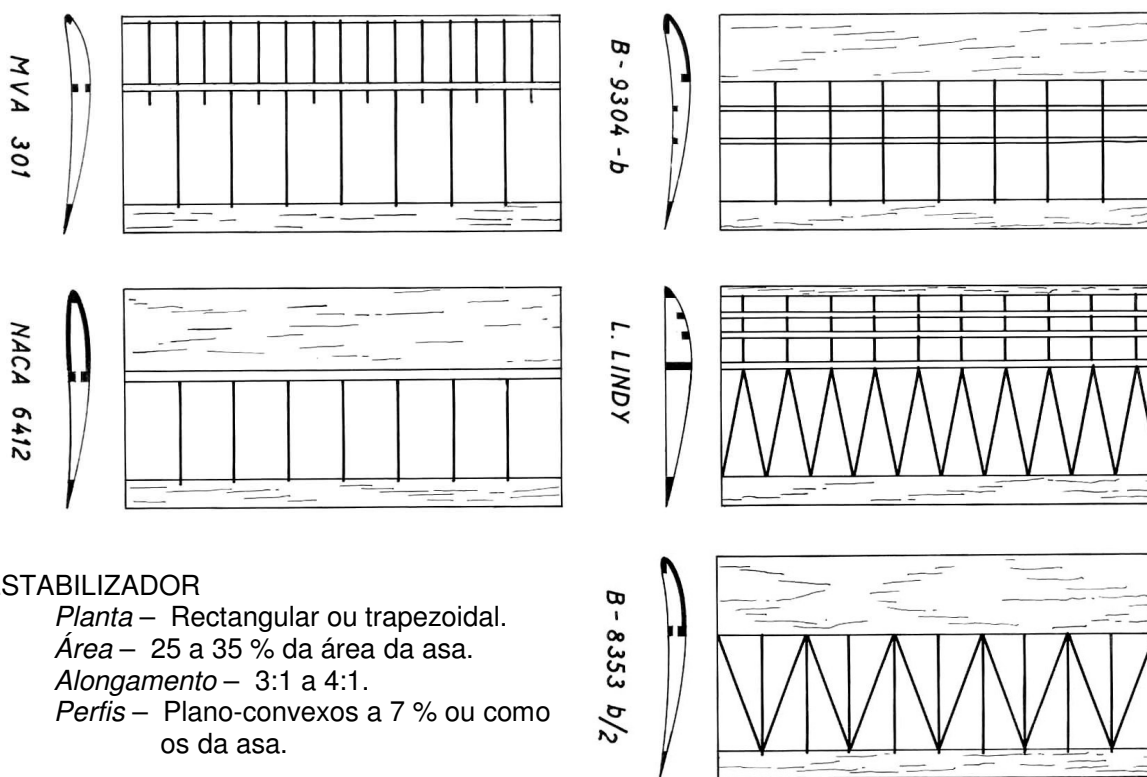 MVA 301
B-9304-b
NACA 6412
L. LINDY
STABILIZADOR
Planta – Rectangular ou trapezoidal.
Área – 25 a 35 % da área da asa.
Alongamento – 3:1 a 4:1.
Perfis – Plano-convexos a 7 % ou como
os da asa.
B-8353 b/2